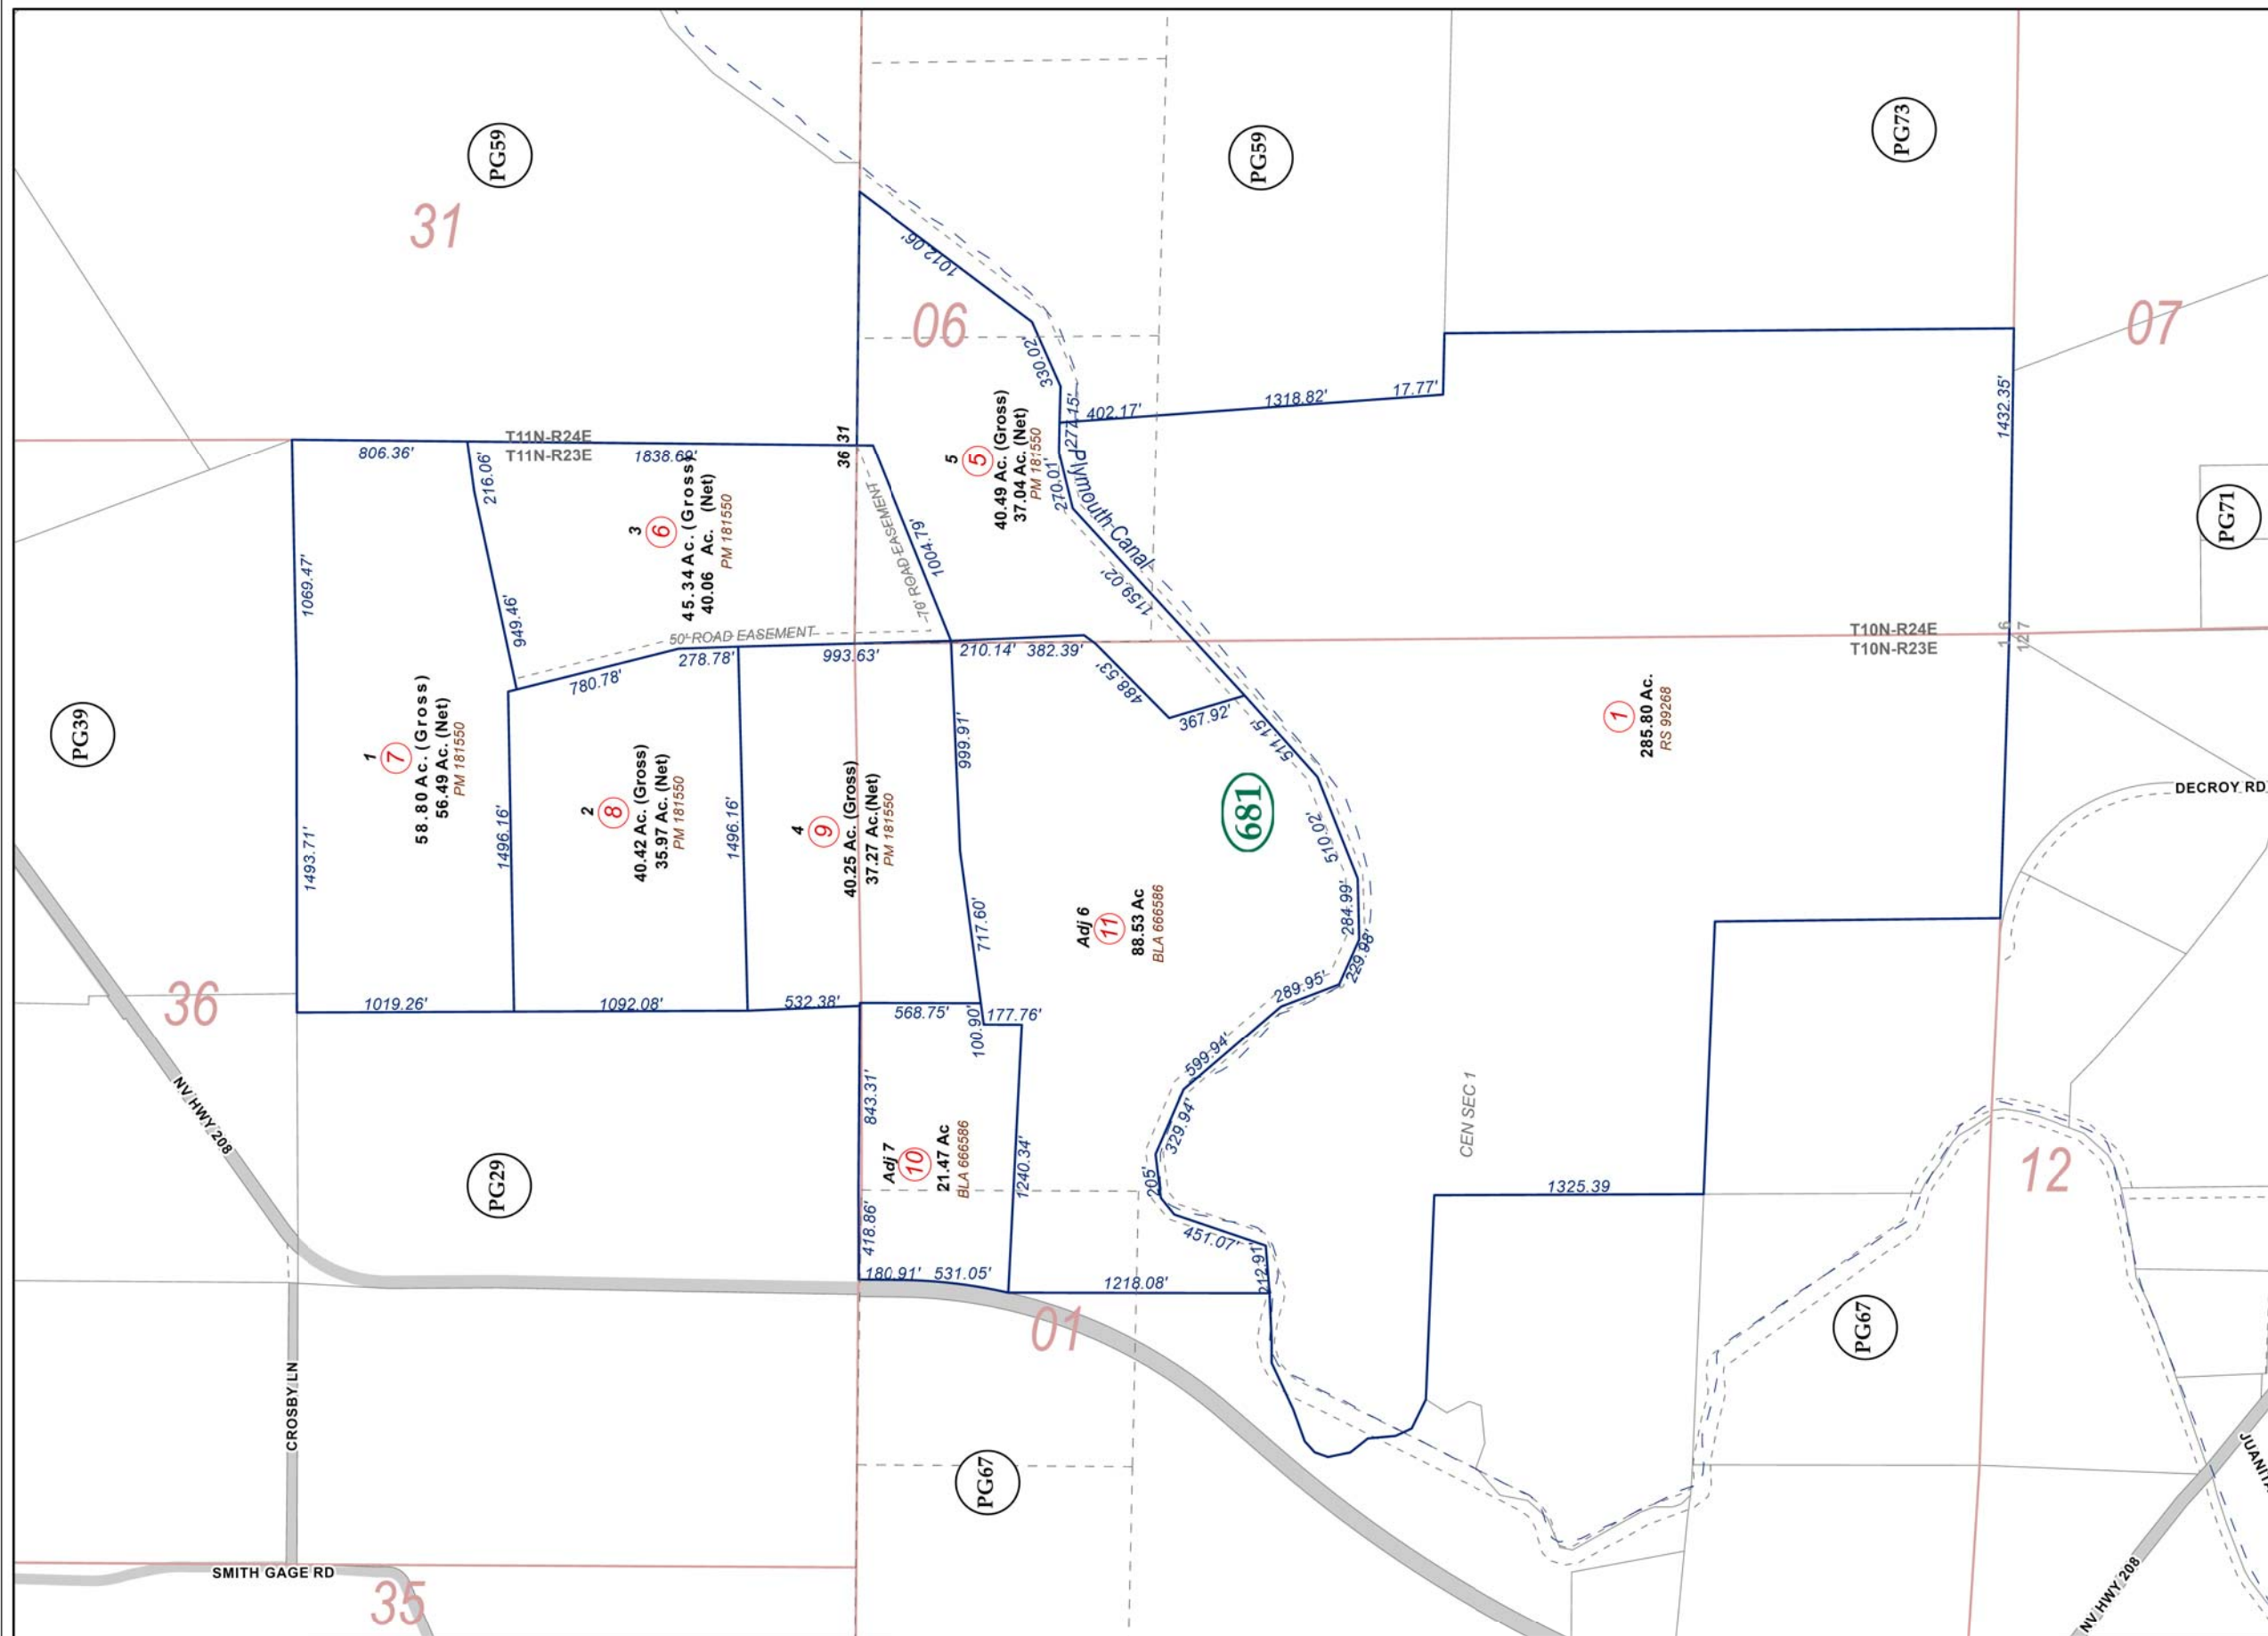 PG59
PG59
PG73
31
06
07
1012.06'
330.02'
277.15'
402.17'
1318.82'
17.77'
1432.35'
T11N-R24E
T11N-R23E
806.36'
1838.69'
31
36
216.06'
949.46'
1069.47'
1493.71'
3
6
45.34 Ac. (Gross)
40.06 Ac. (Net)
PM 181550
5
5
40.49 Ac. (Gross)
37.04 Ac. (Net)
PM 181550
270.01'
Plymouth Canal
1159.02'
70' ROAD EASEMENT
1004.79'
50' ROAD EASEMENT
780.78'
278.78'
993.63'
210.14'
382.39'
488.53'
367.92'
511.15'
T10N-R24E
T10N-R23E
1 6
12 7
PG71
PG39
1
7
58.80 Ac. (Gross)
56.49 Ac. (Net)
PM 181550
1496.16'
2
8
40.42 Ac. (Gross)
35.97 Ac. (Net)
PM 181550
1496.16'
4
9
40.25 Ac. (Gross)
37.27 Ac.(Net)
PM 181550
999.91'
717.60'
681
Adj 6
11
88.53 Ac
BLA 666586
510.02'
284.99'
229.98'
289.95'
599.94'
329.94'
205'
451.07'
212.91'
1
285.80 Ac.
RS 99268
DECROY RD
36
1019.26'
1092.08'
532.38'
568.75'
100.90'
177.76'
843.31'
418.86'
Adj 7
10
21.47 Ac
BLA 666586
1240.34'
180.91'
531.05'
1218.08'
CEN SEC 1
1325.39
12
NV HWY 208
PG29
01
PG67
PG67
CROSBY LN
SMITH GAGE RD
35
NV HWY 208